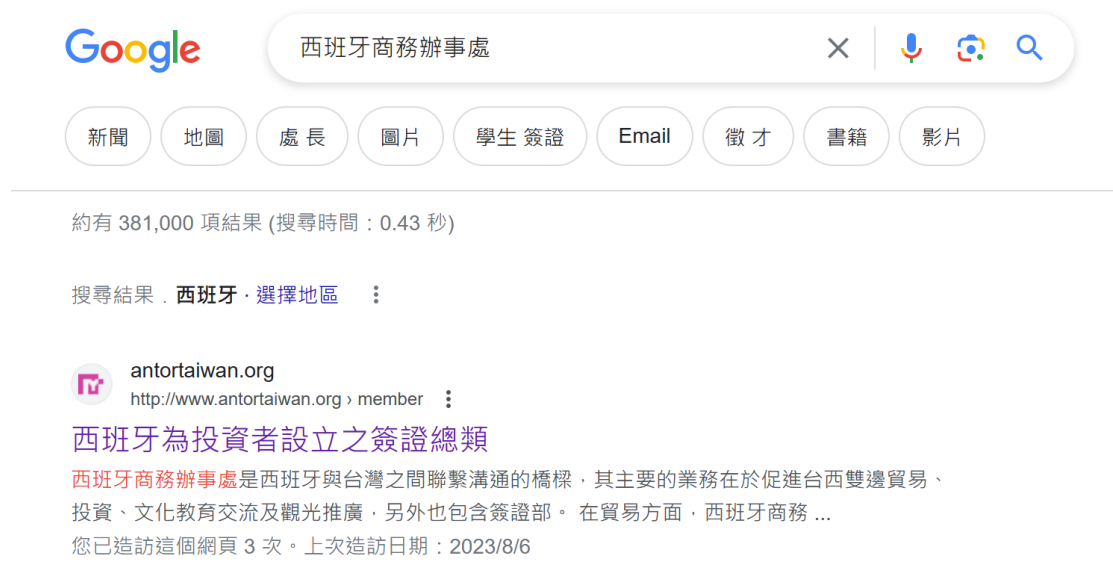 Google
西班牙商務辦事處
新聞
地圖
處 長
圖片
學生 簽證
Email
徵 才
書籍
影片
約有 381,000 項結果 (搜尋時間：0.43 秒)
搜尋結果．西班牙 · 選擇地區
antortaiwan.org
http://www.antortaiwan.org › member
西班牙為投資者設立之簽證總類
西班牙商務辦事處是西班牙與台灣之間聯繫溝通的橋樑，其主要的業務在於促進台西雙邊貿易、
投資、文化教育交流及觀光推廣，另外也包含簽證部。 在貿易方面，西班牙商務 ...
您已造訪這個網頁 3 次。上次造訪日期：2023/8/6